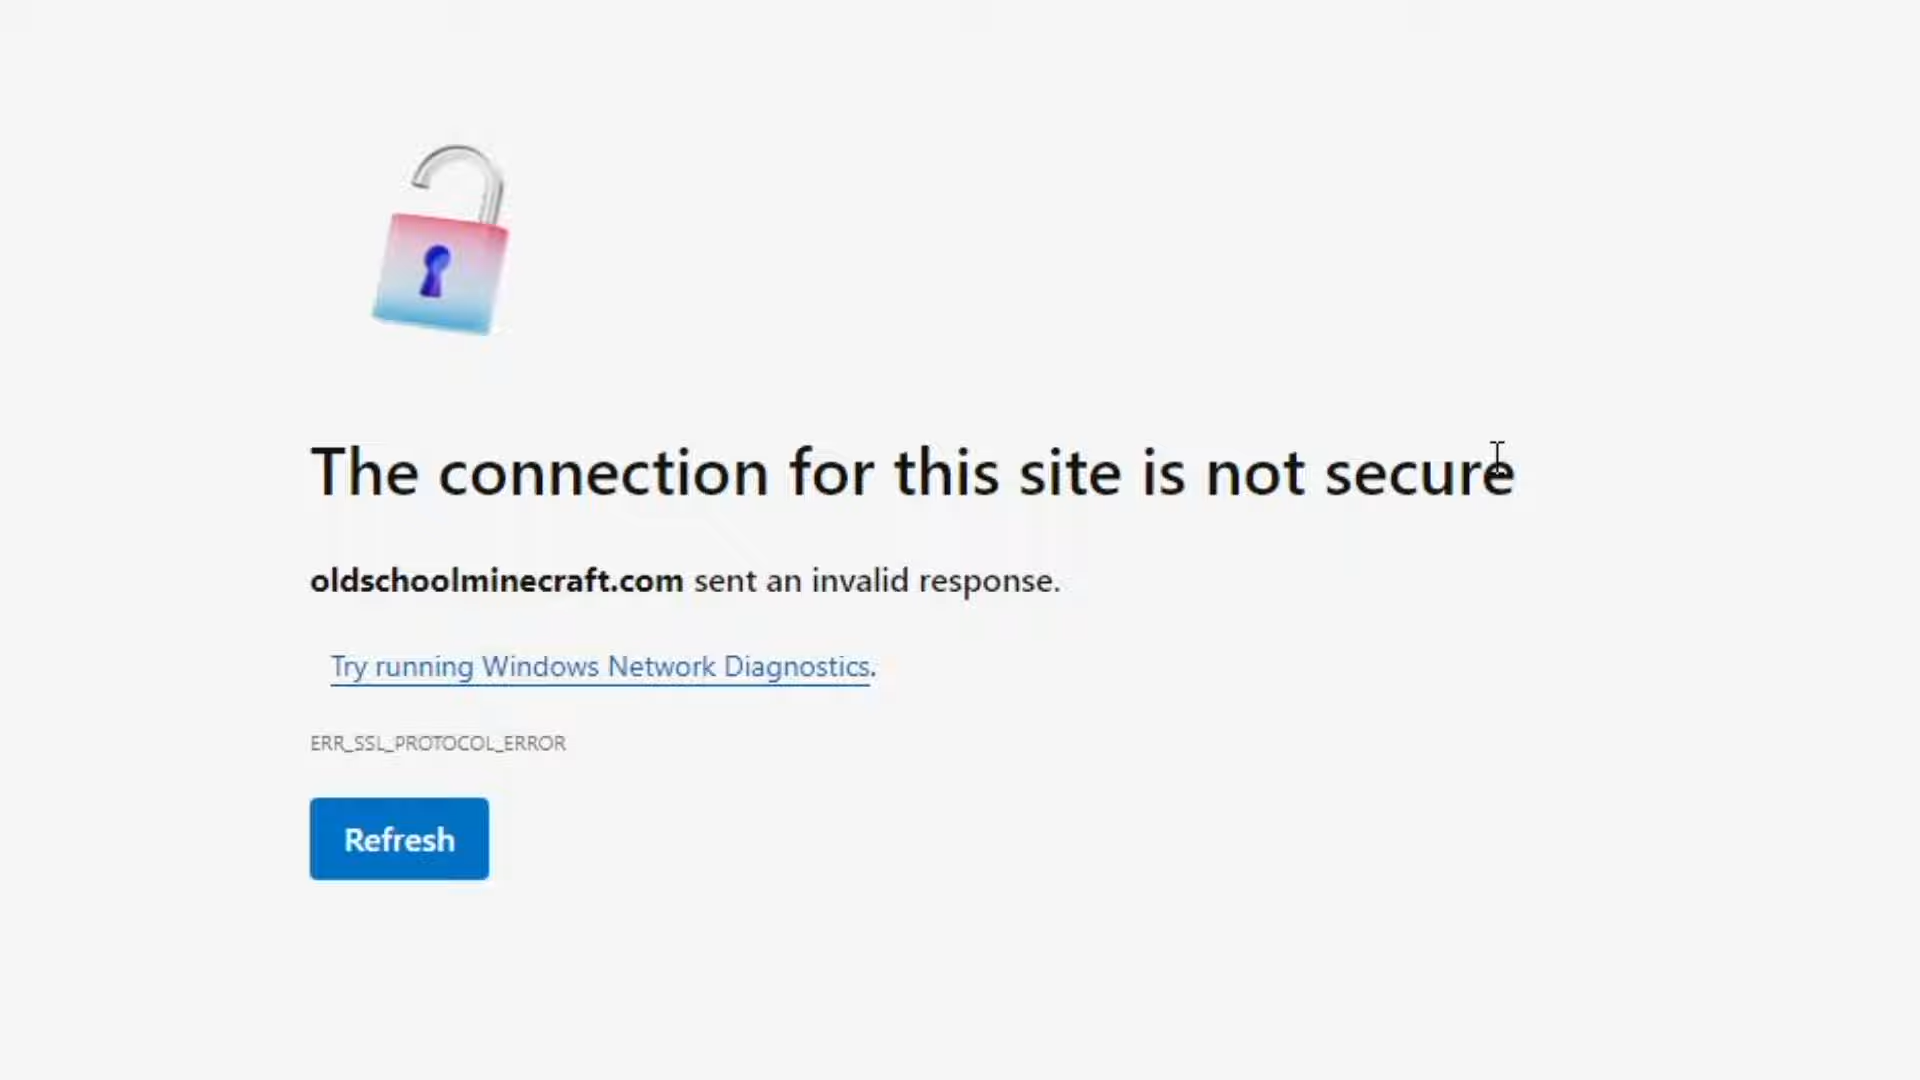 The connection for this site is not secure
oldschoolminecraft.com sent an invalid response.
Try running Windows Network Diagnostics.
ERR_SSL_PROTOCOL_ERROR
Refresh